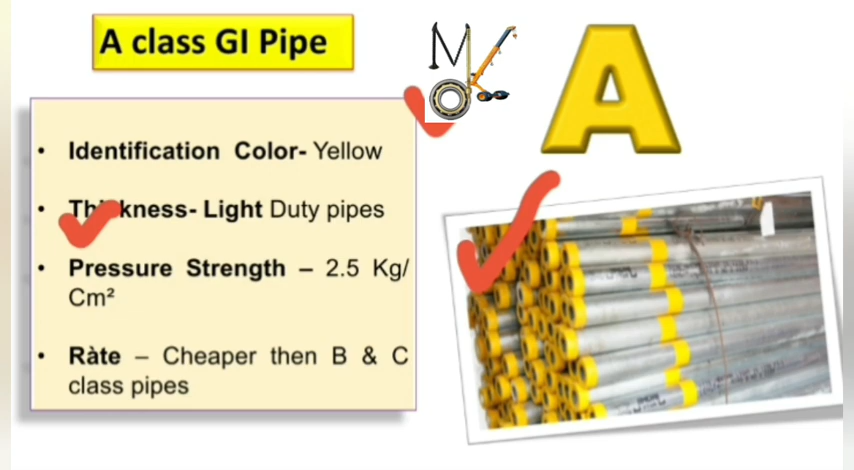 A class GI Pipe
A
• Identification Color- Yellow
• Thickness- Light Duty pipes
• Pressure Strength – 2.5 Kg/
Cm²
• Ràte – Cheaper then B & C
class pipes